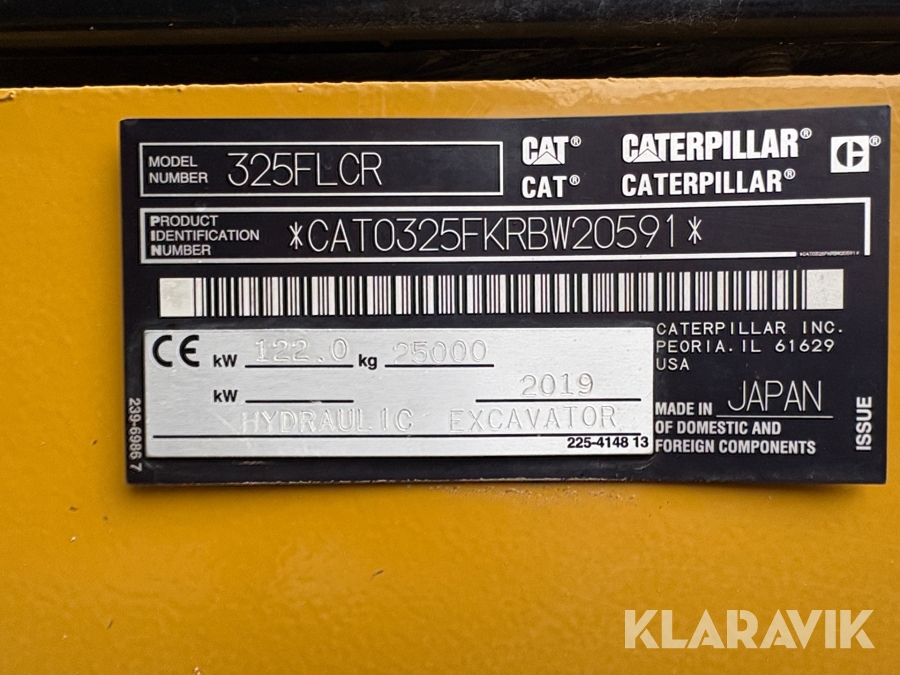 MODEL NUMBER 325FLCR
CAT® CATERPILLAR® C®
CAT® CATERPILLAR®
PRODUCT IDENTIFICATION NUMBER *CAT0325FKRBW20591*
*CAT0325FKRBW20591*
CE kW 122.0 kg 25000
kW 2019
HYDRAULIC EXCAVATOR
225-4148 13
239-6986 7
CATERPILLAR INC.
PEORIA. IL 61629
USA
MADE IN JAPAN
OF DOMESTIC AND
FOREIGN COMPONENTS
ISSUE
KLARAVIK